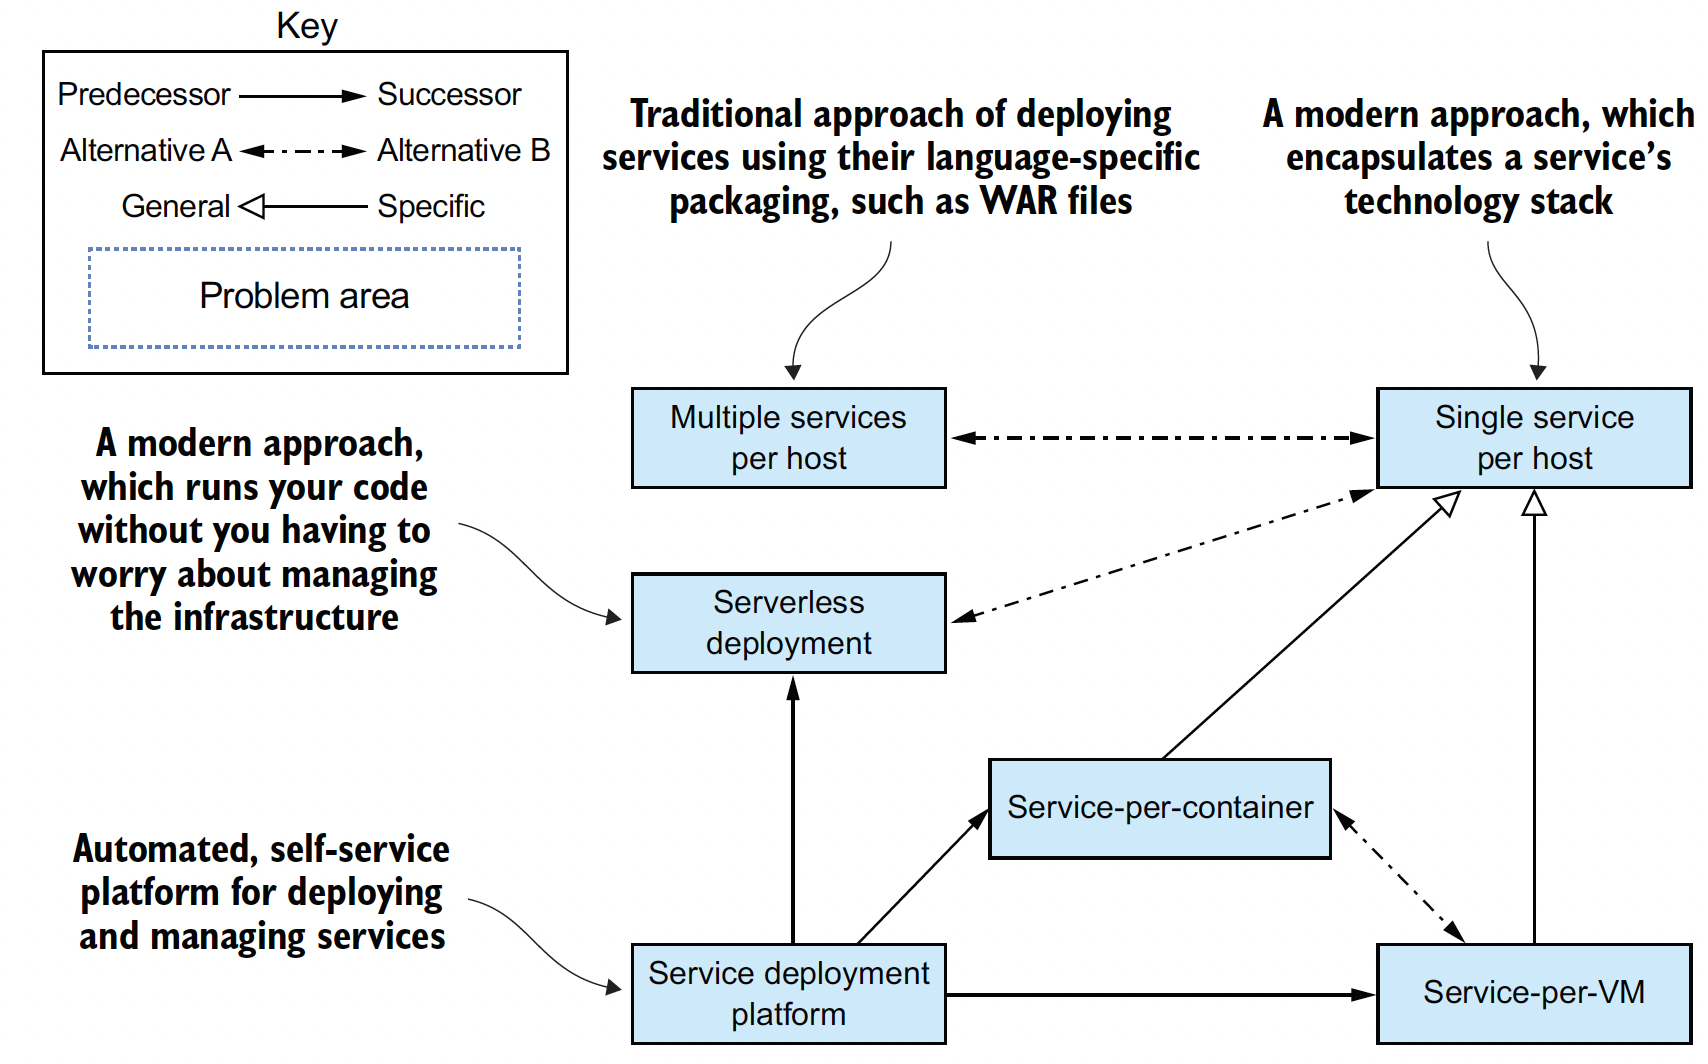 Key
Predecessor
Successor
Alternative A
Alternative B
General
Specific
Problem area
Traditional approach of deploying
services using their language-specific
packaging, such as WAR files
A modern approach, which
encapsulates a service’s
technology stack
Multiple services
per host
Single service
per host
A modern approach,
which runs your code
without you having to
worry about managing
the infrastructure
Serverless
deployment
Service-per-container
Automated, self-service
platform for deploying
and managing services
Service deployment
platform
Service-per-VM